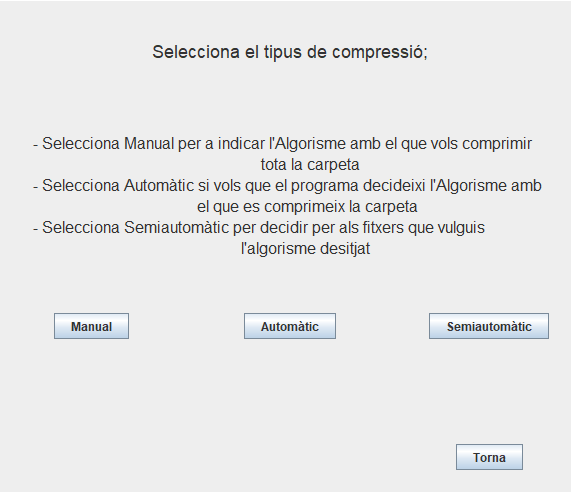 Selecciona el tipus de compressió;
- Selecciona Manual per a indicar l'Algorisme amb el que vols comprimir
tota la carpeta
- Selecciona Automàtic si vols que el programa decideixi l'Algorisme amb
el que es comprimeix la carpeta
- Selecciona Semiautomàtic per decidir per als fitxers que vulguis
l'algorisme desitjat
Manual
Automàtic
Semiautomàtic
Torna